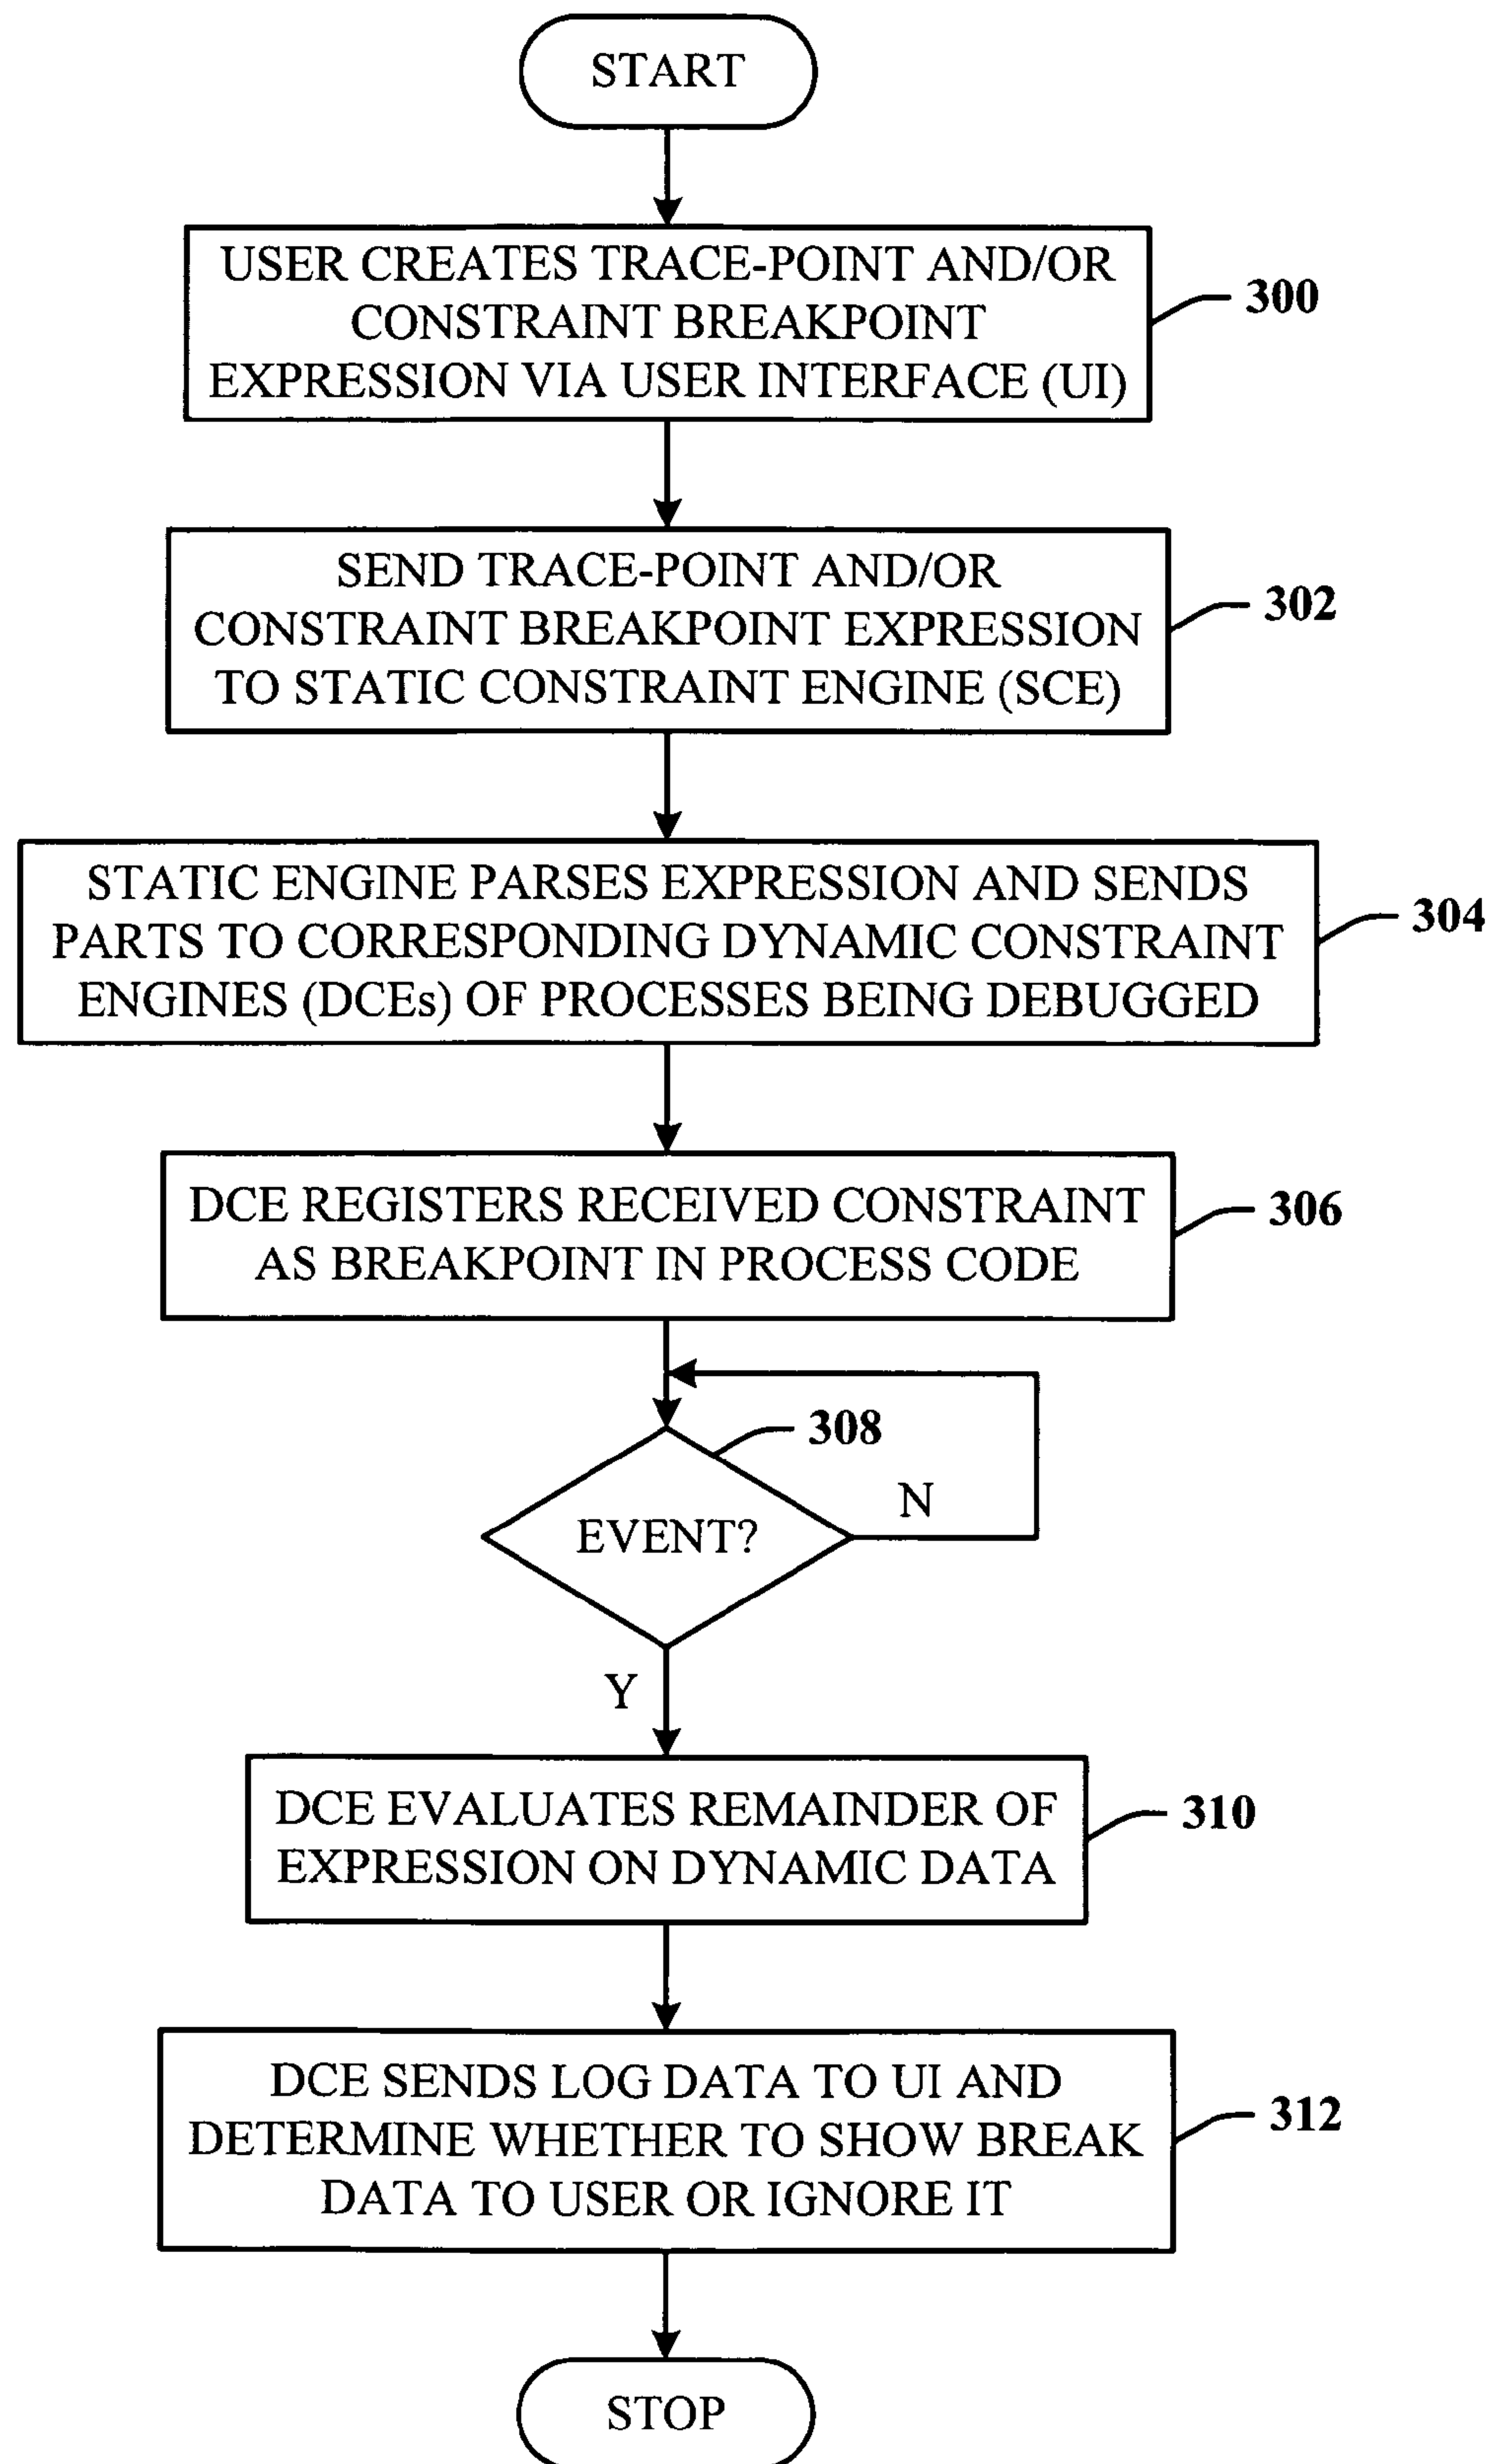 START
USER CREATES TRACE-POINT AND/OR
CONSTRAINT BREAKPOINT
EXPRESSION VIA USER INTERFACE (UI)
300
SEND TRACE-POINT AND/OR
CONSTRAINT BREAKPOINT EXPRESSION
TO STATIC CONSTRAINT ENGINE (SCE)
302
STATIC ENGINE PARSES EXPRESSION AND SENDS
PARTS TO CORRESPONDING DYNAMIC CONSTRAINT
ENGINES (DCEs) OF PROCESSES BEING DEBUGGED
304
DCE REGISTERS RECEIVED CONSTRAINT
AS BREAKPOINT IN PROCESS CODE
306
308
EVENT?
N
Y
DCE EVALUATES REMAINDER OF
EXPRESSION ON DYNAMIC DATA
310
DCE SENDS LOG DATA TO UI AND
DETERMINE WHETHER TO SHOW BREAK
DATA TO USER OR IGNORE IT
312
STOP